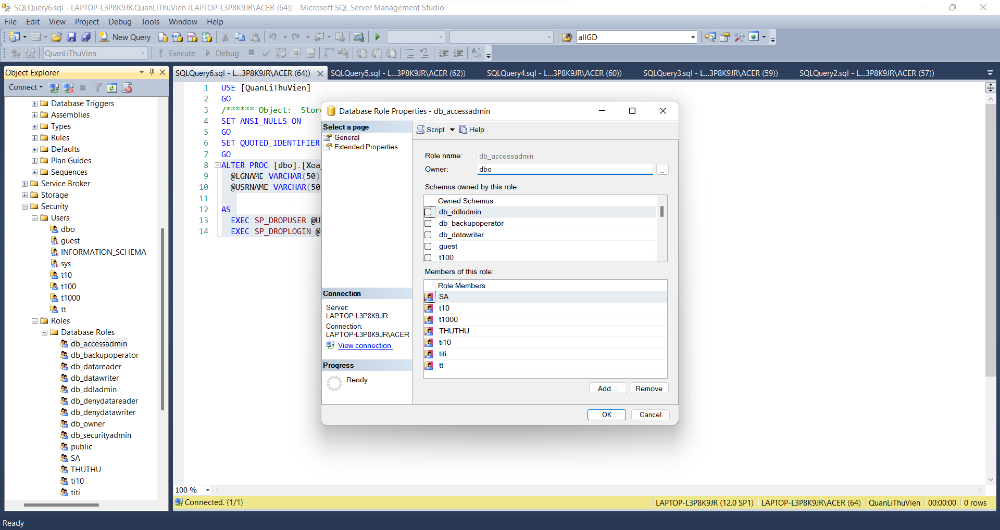 SQLQuery6.sql - LAPTOP-L3P8K9JR.QuanLiThuVien (LAPTOP-L3P8K9JR\ACER (64)) - Microsoft SQL Server Management Studio
File Edit View Project Debug Tools Window Help
New Query allGD
QuanLiThuVien Execute Debug
Object Explorer
Connect
Database Triggers
Assemblies
Types
Rules
Defaults
Plan Guides
Sequences
Service Broker
Storage
Security
Users
dbo
guest
INFORMATION_SCHEMA
sys
t10
t100
t1000
tt
Roles
Database Roles
db_accessadmin
db_backupoperator
db_datareader
db_datawriter
db_ddladmin
db_denydatareader
db_denydatawriter
db_owner
db_securityadmin
public
SA
THUTHU
ti10
titi
SQLQuery6.sql - L...3P8K9JR\ACER (64)) SQLQuery5.sql - L...3P8K9JR\ACER (62)) SQLQuery4.sql - L...3P8K9JR\ACER (60)) SQLQuery3.sql - L...3P8K9JR\ACER (59)) SQLQuery2.sql - L...3P8K9JR\ACER (57))
1 USE [QuanLiThuVien]
2 GO
3 /****** Object: Stor
4 SET ANSI_NULLS ON
5 GO
6 SET QUOTED_IDENTIFIER
7 GO
8 ALTER PROC [dbo].[Xoa_
9 @LGNAME VARCHAR(50)
10 @USRNAME VARCHAR(50
11
12 AS
13 EXEC SP_DROPUSER @U
14 EXEC SP_DROPLOGIN @
Database Role Properties - db_accessadmin
Select a page
General
Extended Properties
Connection
Server:
LAPTOP-L3P8K9JR
Connection:
LAPTOP-L3P8K9JR\ACER
View connection
Progress
Ready
Script Help
Role name: db_accessadmin
Owner: dbo ..
Schemas owned by this role:
Owned Schemas
db_ddladmin
db_backupoperator
db_datawriter
guest
t100
Members of this role:
Role Members
SA
t10
t1000
THUTHU
ti10
titi
tt
Add... Remove
OK Cancel
100 %
Connected. (1/1) LAPTOP-L3P8K9JR (12.0 SP1) LAPTOP-L3P8K9JR\ACER (64) QuanLiThuVien 00:00:00 0 rows
Ready